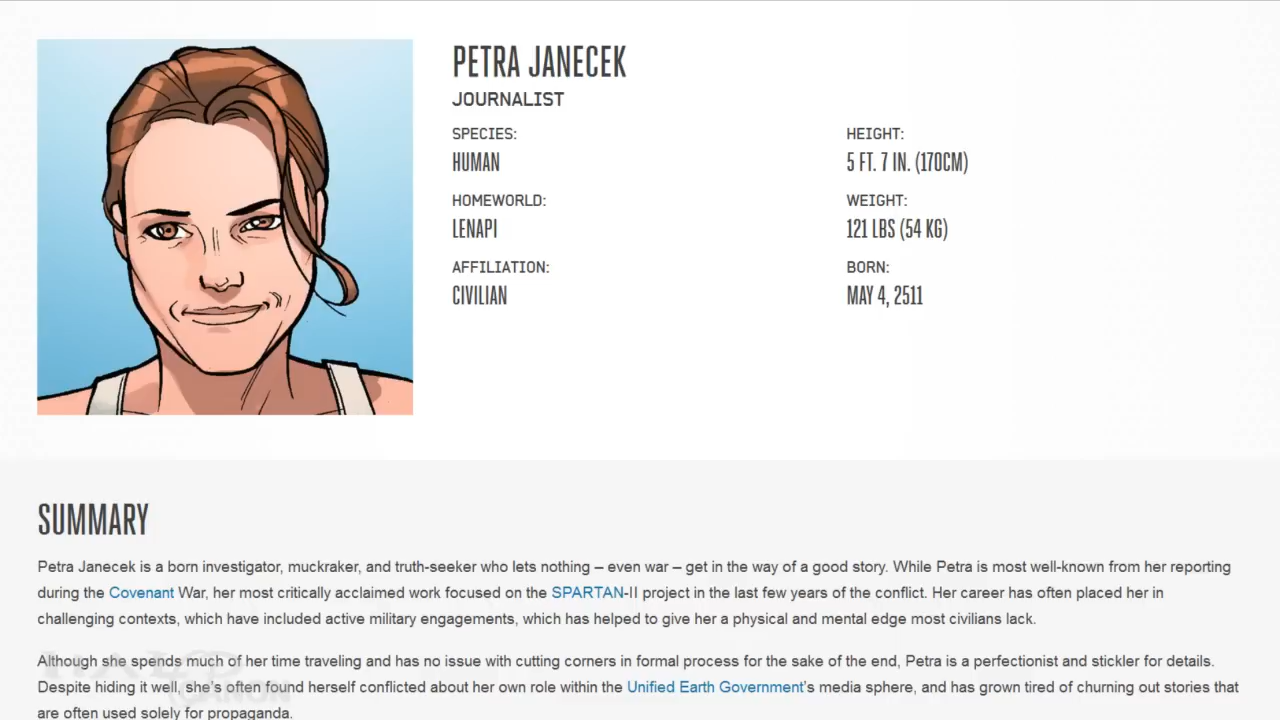 PETRA JANECEK
JOURNALIST
SPECIES:
HUMAN
HEIGHT:
5 FT. 7 IN. (170CM)
HOMEWORLD:
LENAPI
WEIGHT:
121 LBS (54 KG)
AFFILIATION:
CIVILIAN
BORN:
MAY 4, 2511
SUMMARY
Petra Janecek is a born investigator, muckraker, and truth-seeker who lets nothing – even war – get in the way of a good story. While Petra is most well-known from her reporting
during the Covenant War, her most critically acclaimed work focused on the SPARTAN-II project in the last few years of the conflict. Her career has often placed her in
challenging contexts, which have included active military engagements, which has helped to give her a physical and mental edge most civilians lack.
Although she spends much of her time traveling and has no issue with cutting corners in formal process for the sake of the end, Petra is a perfectionist and stickler for details.
Despite hiding it well, she's often found herself conflicted about her own role within the Unified Earth Government's media sphere, and has grown tired of churning out stories that
are often used solely for propaganda.
HALO
CANON